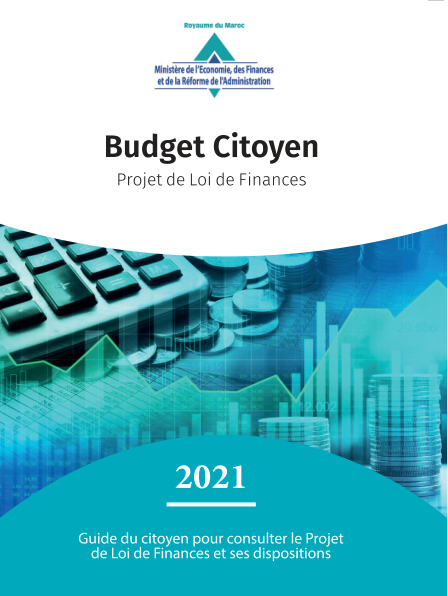 Royaume du Maroc
Ministère de l'Economie, des Finances
et de la Réforme de l'Administration
Budget Citoyen
Projet de Loi de Finances
2021
Guide du citoyen pour consulter le Projet
de Loi de Finances et ses dispositions